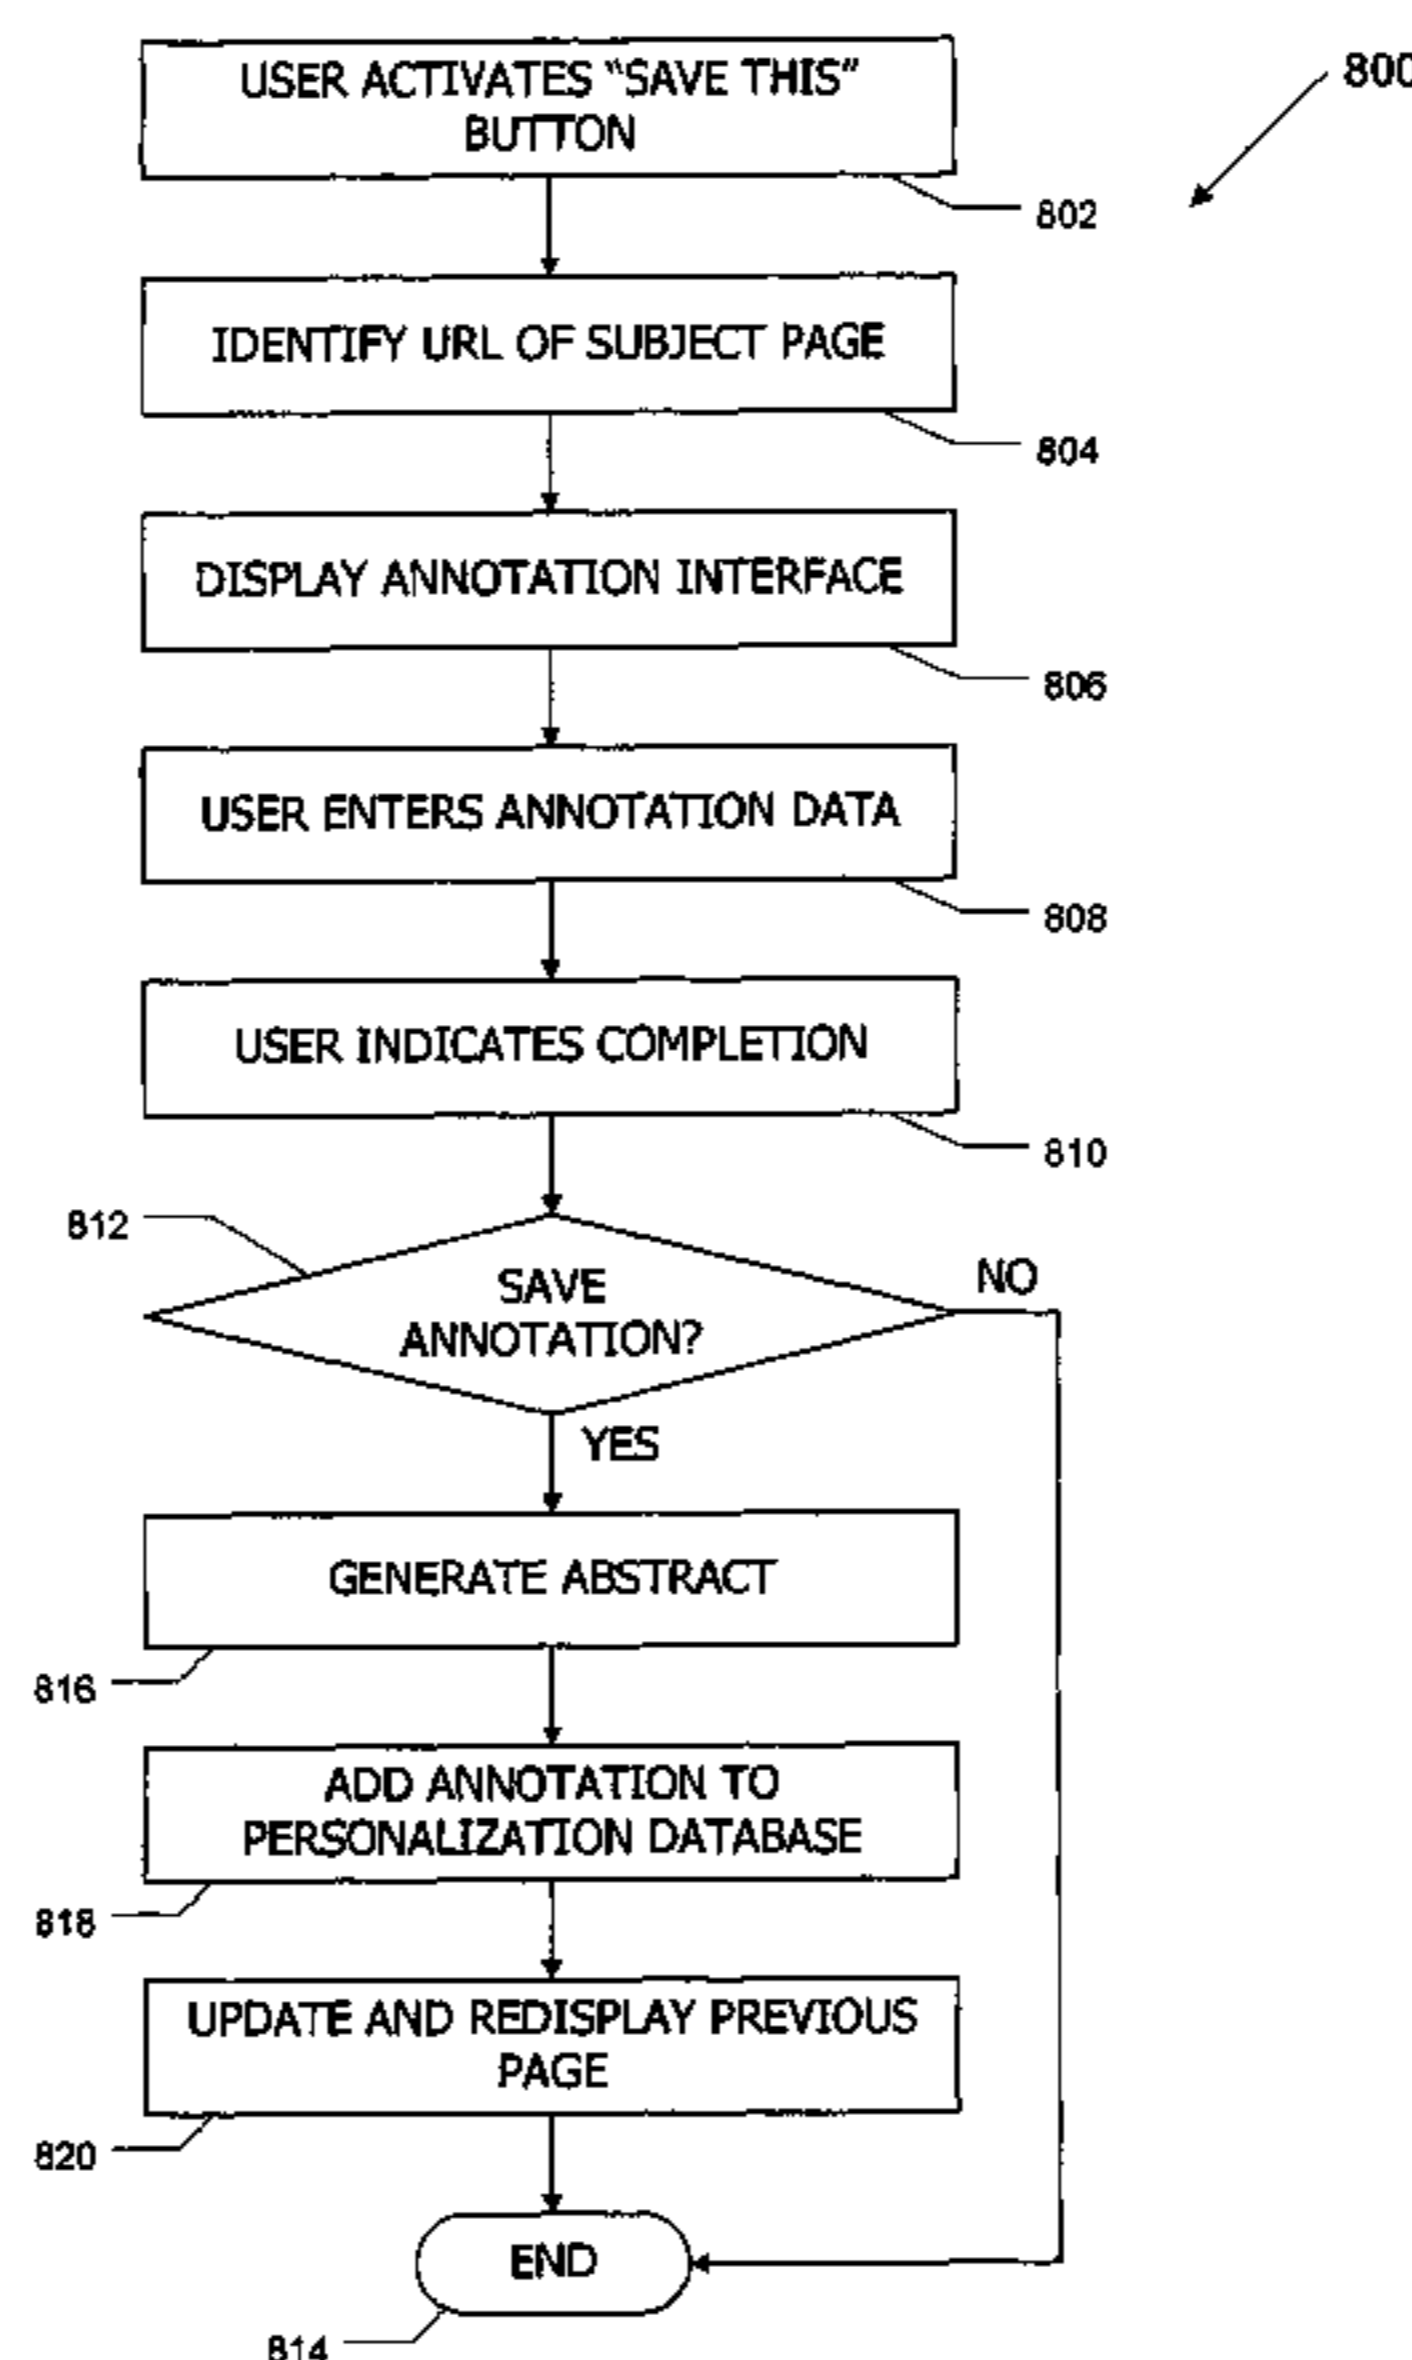 800
USER ACTIVATES “SAVE THIS”
BUTTON
802
IDENTIFY URL OF SUBJECT PAGE
804
DISPLAY ANNOTATION INTERFACE
806
USER ENTERS ANNOTATION DATA
808
USER INDICATES COMPLETION
810
812
SAVE
ANNOTATION?
NO
YES
GENERATE ABSTRACT
816
ADD ANNOTATION TO
PERSONALIZATION DATABASE
818
UPDATE AND REDISPLAY PREVIOUS
PAGE
820
END
814